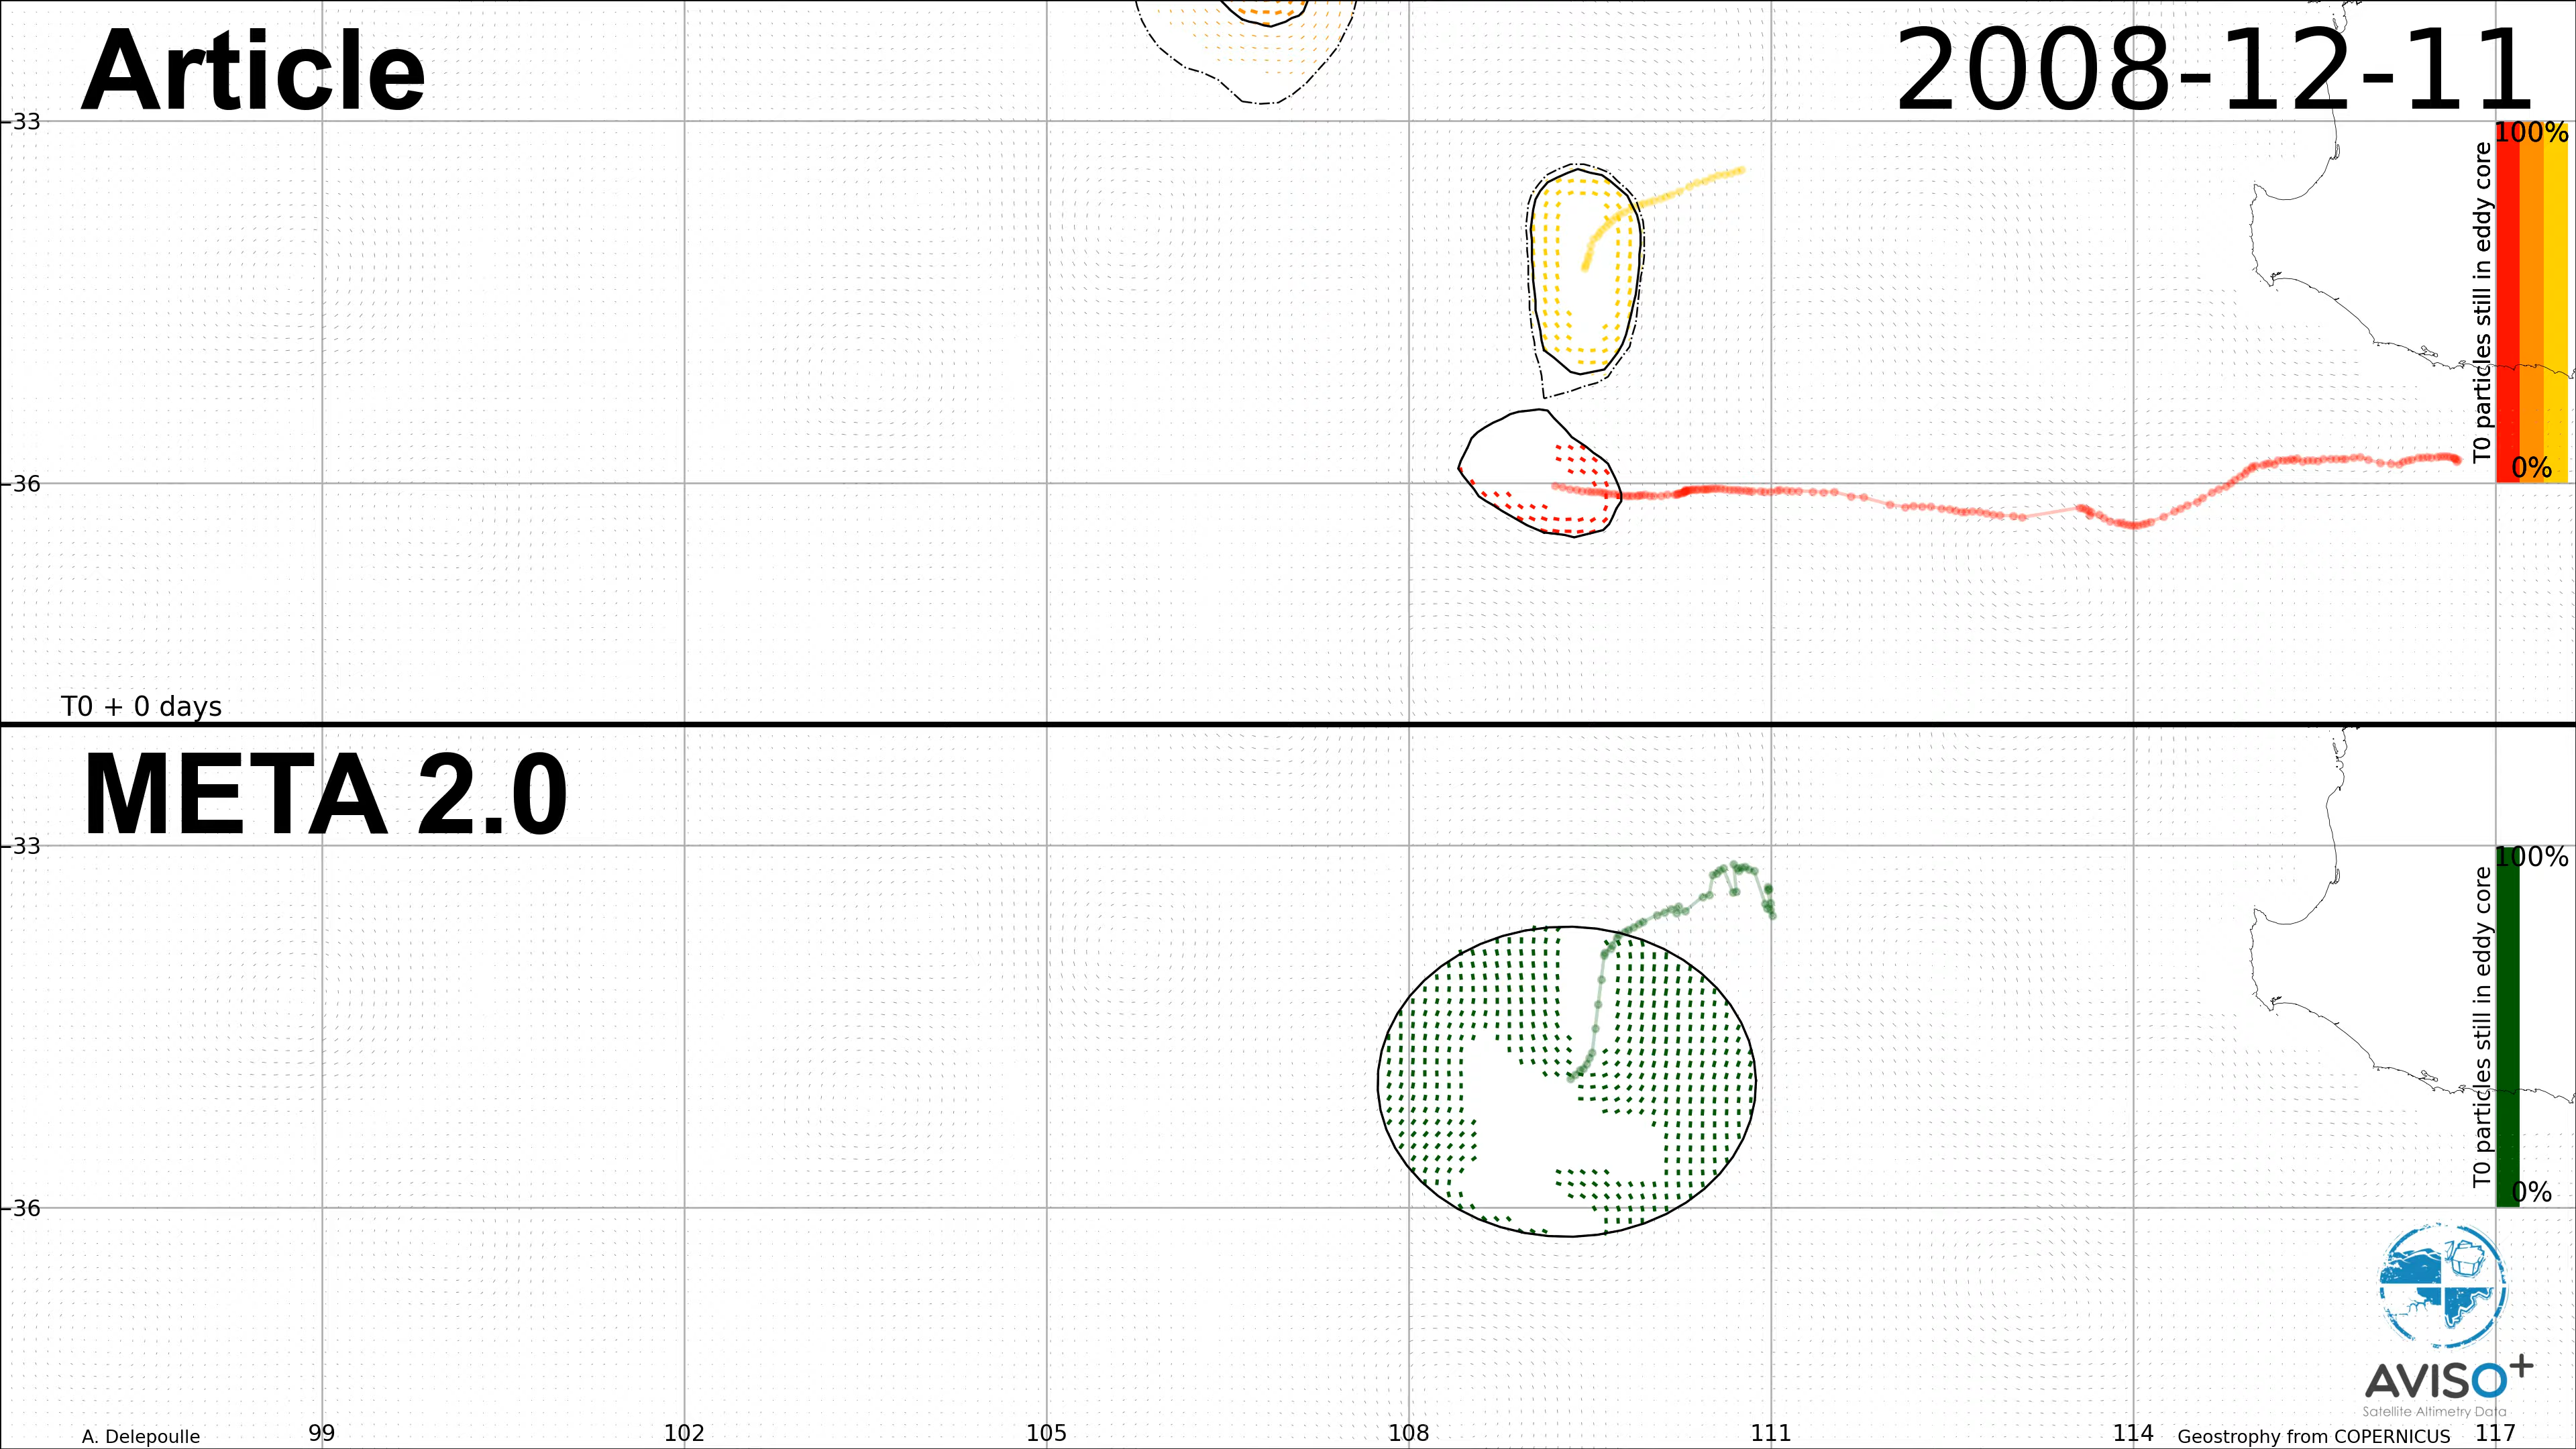 Article
2008-12-11
-33
100%
T0 particles still in eddy core
0%
-36
T0 + 0 days
META 2.0
-33
100%
T0 particles still in eddy core
0%
-36
AVISO+
Satellite Altimetry Data
99
102
105
108
111
114
117
A. Delepoulle
Geostrophy from COPERNICUS